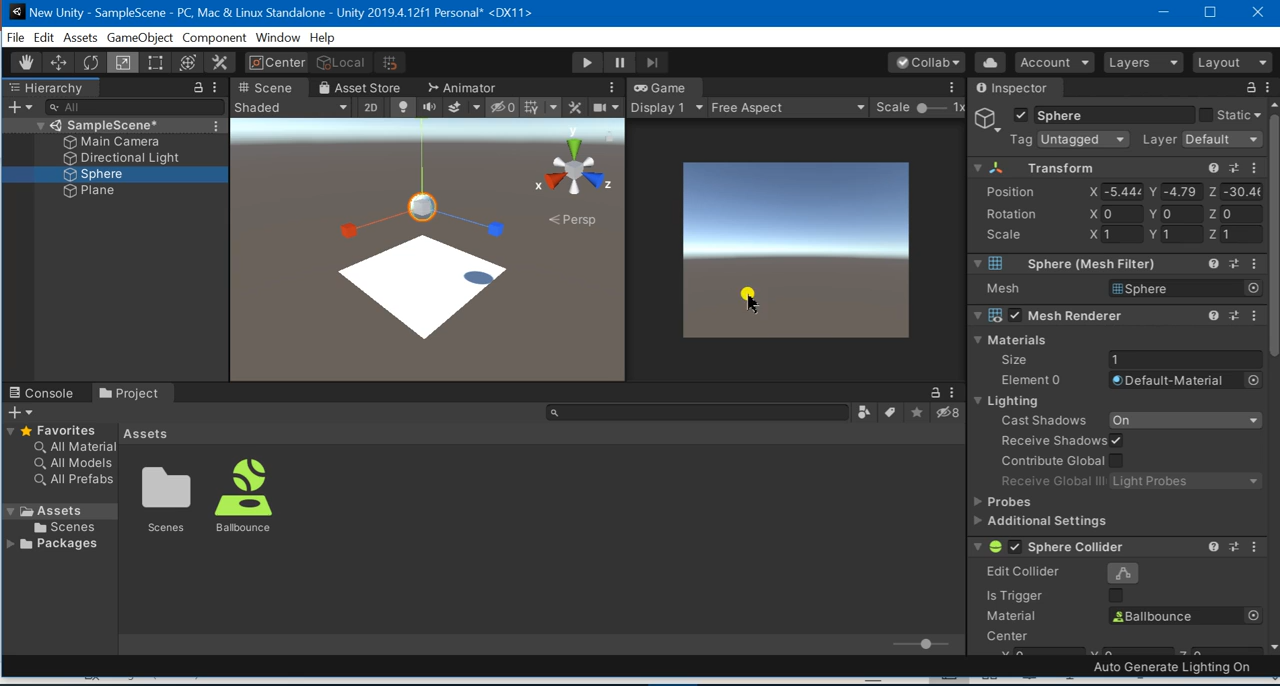 New Unity - SampleScene - PC, Mac & Linux Standalone - Unity 2019.4.12f1 Personal* <DX11>
File Edit Assets GameObject Component Window Help
Center Local Collab Account Layers Layout
Hierarchy Scene Asset Store Animator Game Inspector
All Shaded 2D 0 Display 1 Free Aspect Scale 1x
Sphere Static
SampleScene*
Main Camera
Directional Light
Sphere
Plane
y
x z
Persp
Tag Untagged Layer Default
Transform
Position X -5.444 Y -4.79 Z -30.46
Rotation X 0 Y 0 Z 0
Scale X 1 Y 1 Z 1
Sphere (Mesh Filter)
Mesh Sphere
Mesh Renderer
Materials
Size 1
Element 0 Default-Material
Lighting
Cast Shadows On
Receive Shadows
Contribute Global
Receive Global Ill Light Probes
Probes
Additional Settings
Sphere Collider
Edit Collider
Is Trigger
Material Ballbounce
Center
Console Project
8
Favorites
All Material
All Models
All Prefabs
Assets
Scenes
Packages
Assets
Scenes Ballbounce
Auto Generate Lighting On